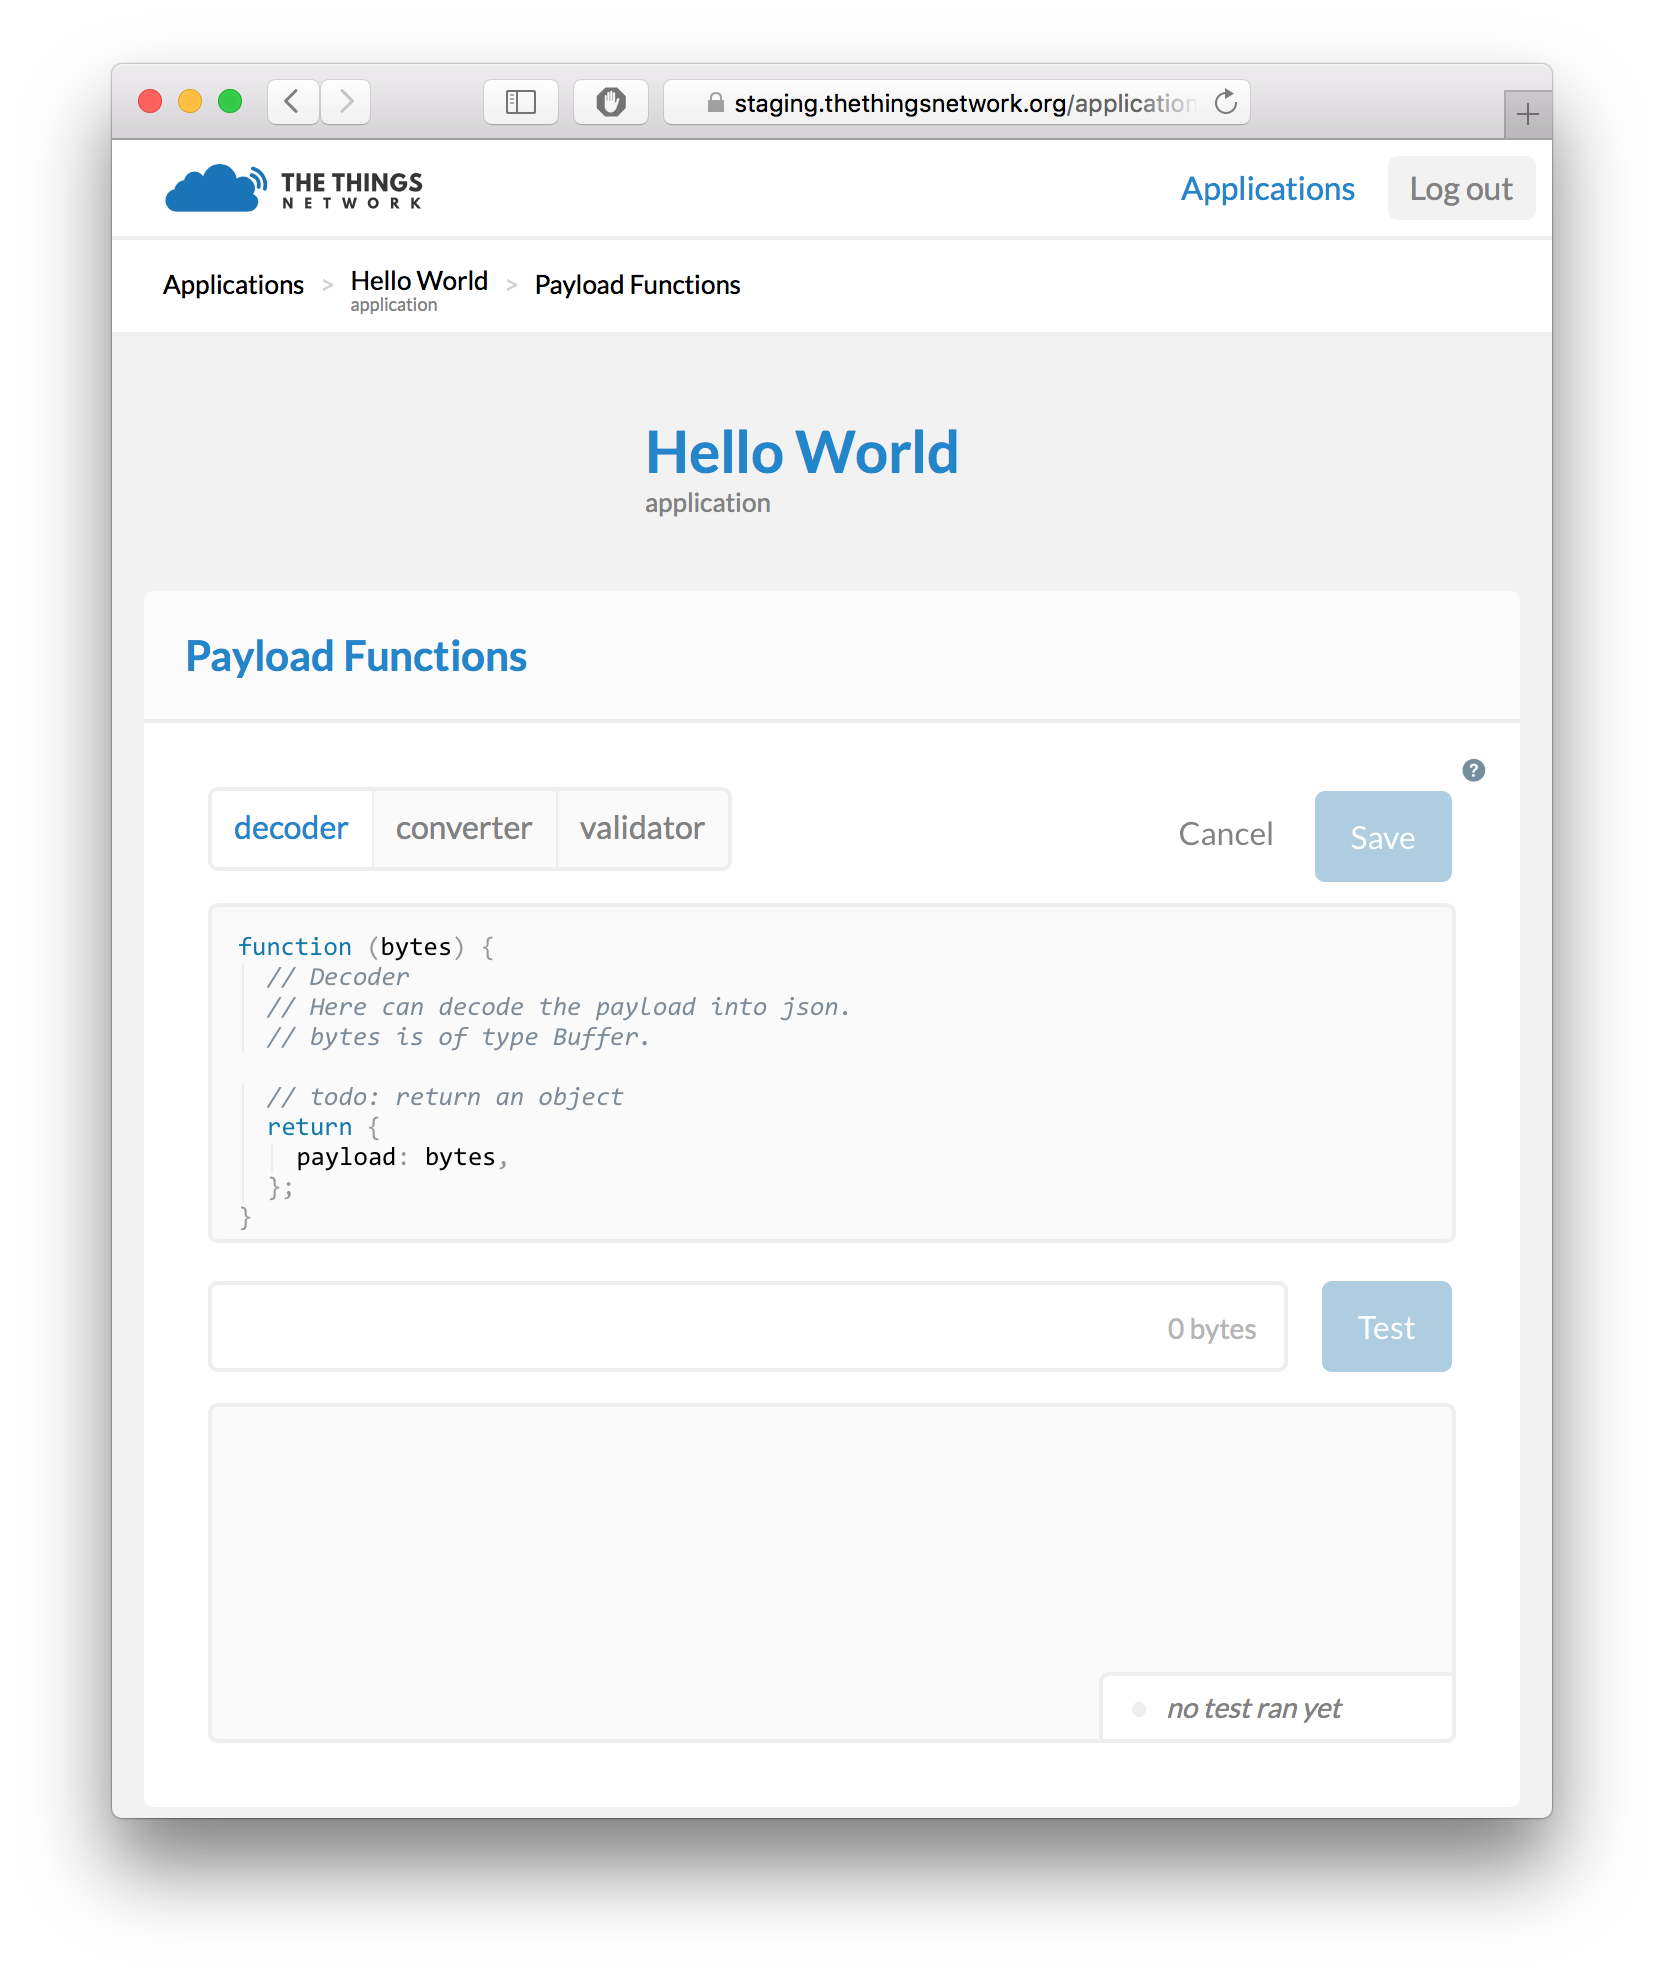 staging.thethingsnetwork.org/application
THE THINGS
NETWORK
Applications
Log out
Applications > Hello World > Payload Functions
application
Hello World
application
Payload Functions
?
decoder converter validator
Cancel
Save
function (bytes) {
// Decoder
// Here can decode the payload into json.
// bytes is of type Buffer.
// todo: return an object
return {
payload: bytes,
};
}
0 bytes
Test
no test ran yet